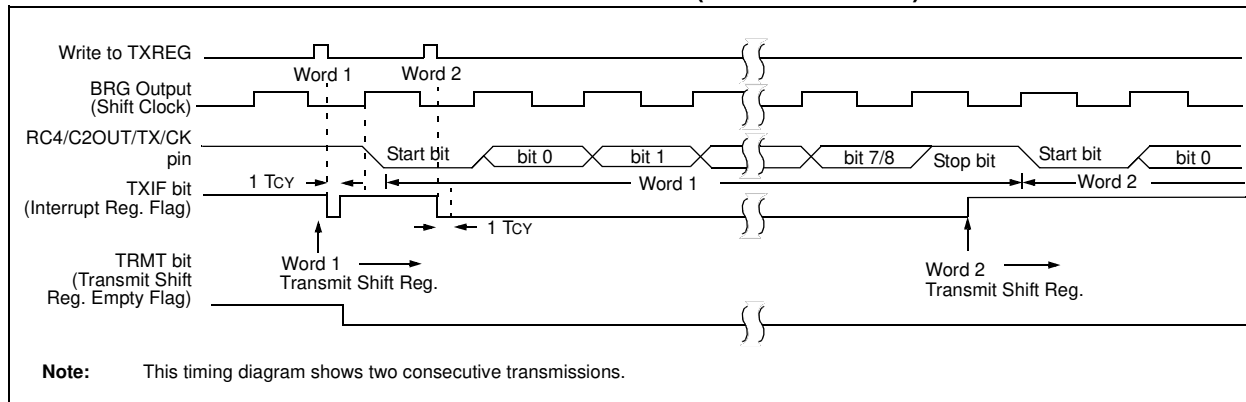 Write to TXREG
Word 1 Word 2
BRG Output
(Shift Clock)
RC4/C2OUT/TX/CK
pin
Start bit bit 0 bit 1 bit 7/8 Stop bit Start bit bit 0
1 TCY Word 1 Word 2
TXIF bit
(Interrupt Reg. Flag)
1 TCY
TRMT bit
(Transmit Shift
Reg. Empty Flag)
Word 1
Transmit Shift Reg.
Word 2
Transmit Shift Reg.
Note: This timing diagram shows two consecutive transmissions.